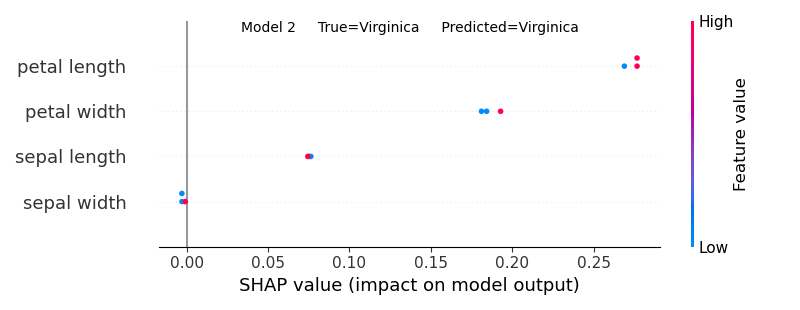 Model 2 True=Virginica Predicted=Virginica
High
petal length
petal width
sepal length
sepal width
Feature value
Low
0.00 0.05 0.10 0.15 0.20 0.25
SHAP value (impact on model output)